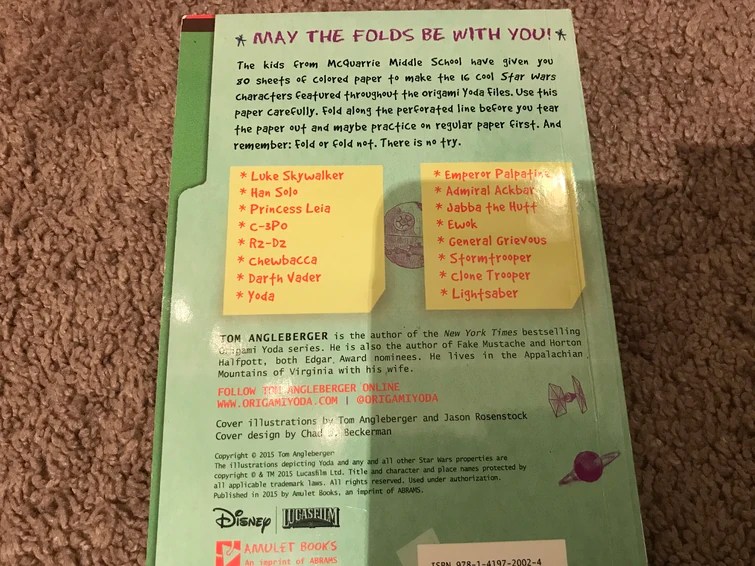 MAY THE FOLDS BE WITH YOU!
The kids from McQuarrie Middle School have given you
80 sheets of colored paper to make the 16 cool Star Wars
characters featured throughout the Origami Yoda files. Use this
paper carefully. Fold along the perforated line before you tear
the paper out and maybe practice on regular paper first. And
remember: Fold or fold not. There is no try.
* Luke Skywalker
* Han Solo
* Princess Leia
* C-3PO
* R2-D2
* Chewbacca
* Darth Vader
* Yoda
* Emperor Palpatine
* Admiral Ackbar
* Jabba the Hutt
* Ewok
* General Grievous
* Stormtrooper
* Clone Trooper
* Lightsaber
TOM ANGLEBERGER is the author of the New York Times bestselling
Origami Yoda series. He is also the author of Fake Mustache and Horton
Halfpott, both Edgar Award nominees. He lives in the Appalachian
Mountains of Virginia with his wife.
FOLLOW TOM ANGLEBERGER ONLINE
WWW.ORIGAMIYODA.COM | @ORIGAMIYODA
Cover illustrations by Tom Angleberger and Jason Rosenstock
Cover design by Chad Beckerman
Copyright © 2015 Tom Angleberger
The illustrations depicting Yoda and any and all other Star Wars properties are
copyright © & TM 2015 Lucasfilm Ltd. Title and character and place names protected by
all applicable trademark laws. All rights reserved. Used under authorization.
Published in 2015 by Amulet Books, an imprint of ABRAMS.
Disney | LUCASFILM
AMULET BOOKS
An imprint of ABRAMS
ISBN 978-1-4197-2002-4